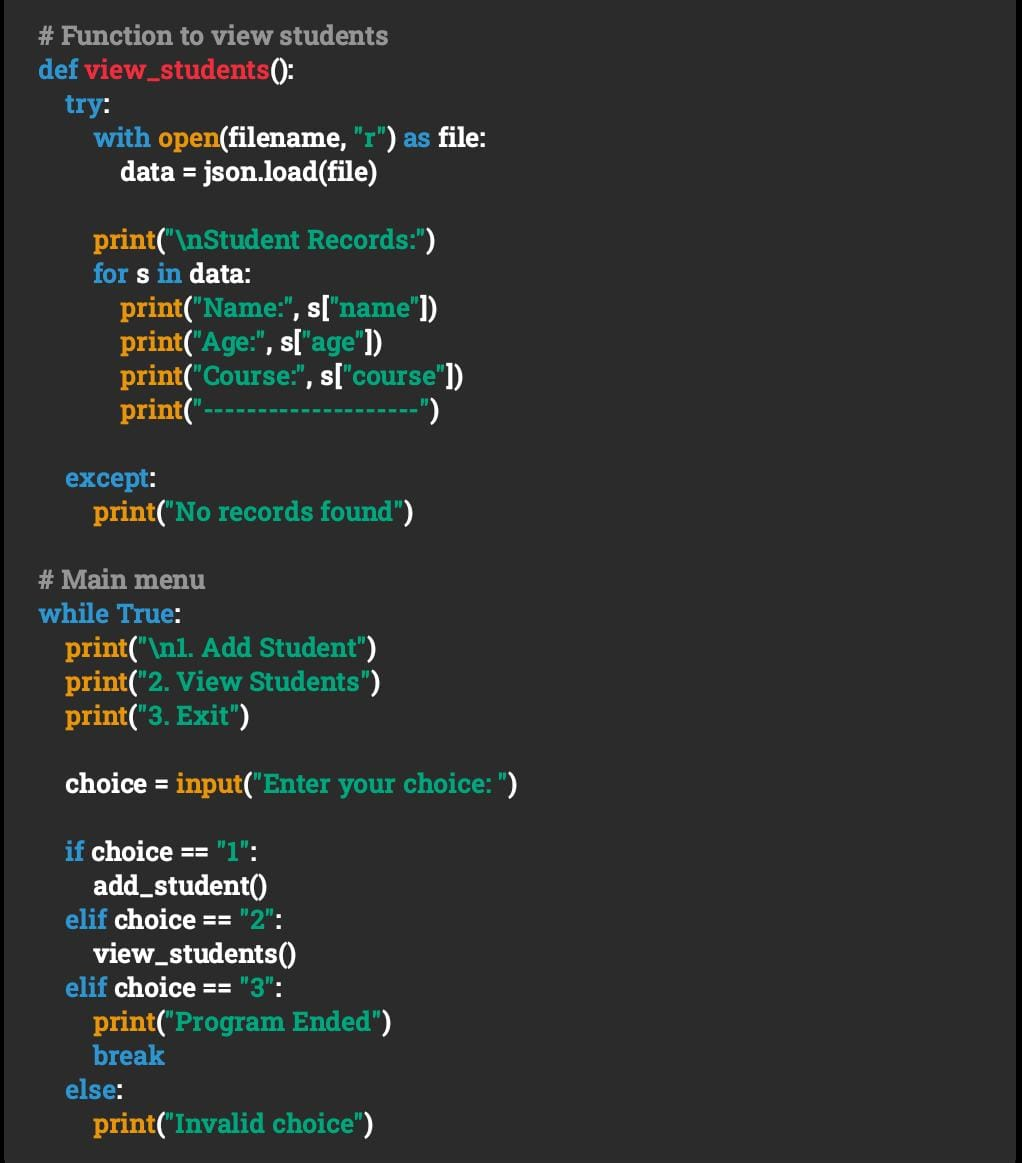 # Function to view students
def view_students():
    try:
        with open(filename, "r") as file:
            data = json.load(file)

        print("\nStudent Records:")
        for s in data:
            print("Name:", s["name"])
            print("Age:", s["age"])
            print("Course:", s["course"])
            print("--------------------")

    except:
        print("No records found")

# Main menu
while True:
    print("\n1. Add Student")
    print("2. View Students")
    print("3. Exit")

    choice = input("Enter your choice: ")

    if choice == "1":
        add_student()
    elif choice == "2":
        view_students()
    elif choice == "3":
        print("Program Ended")
        break
    else:
        print("Invalid choice")